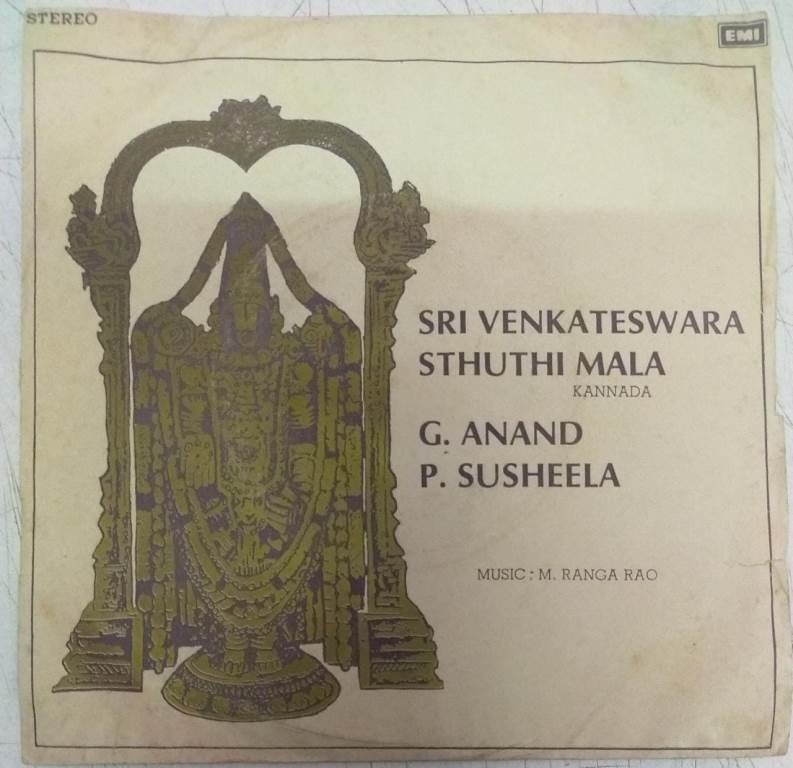 STEREO
EMI
SRI VENKATESWARA
STHUTHI MALA
KANNADA
G. ANAND
P. SUSHEELA
MUSIC : M. RANGA RAO